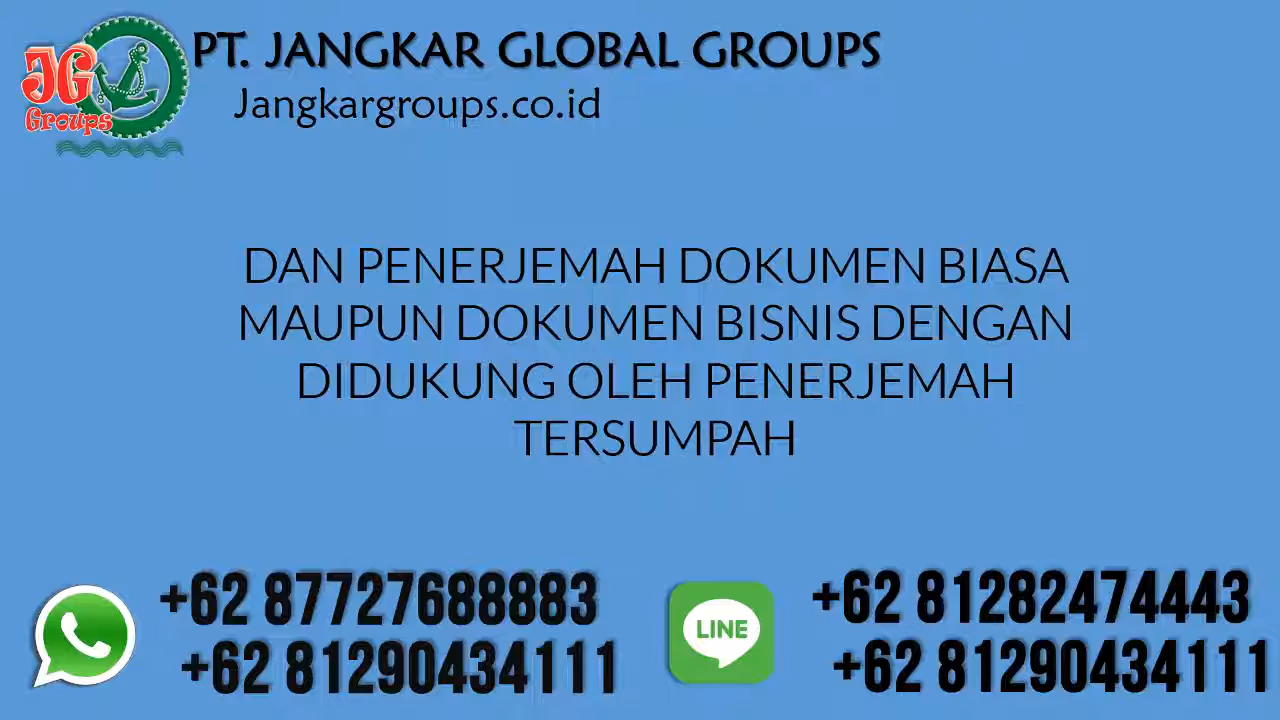 JG
Groups
PT. JANGKAR GLOBAL GROUPS
Jangkargroups.co.id
DAN PENERJEMAH DOKUMEN BIASA
MAUPUN DOKUMEN BISNIS DENGAN
DIDUKUNG OLEH PENERJEMAH
TERSUMPAH
+62 87727688883
+62 81290434111
LINE
+62 81282474443
+62 81290434111